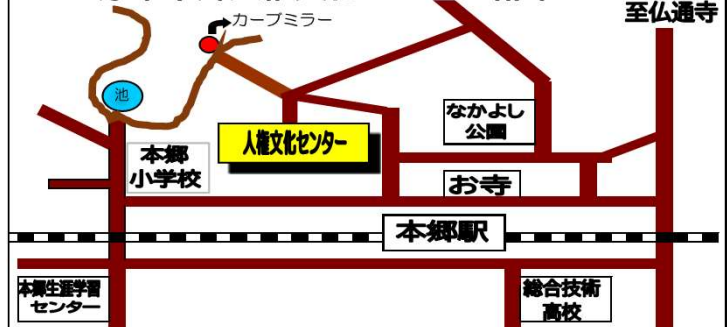 カーブミラー
至仏通寺
池
なかよし
公園
人権文化センター
本郷
小学校
お寺
本郷駅
本郷生涯学習
センター
総合技術
高校